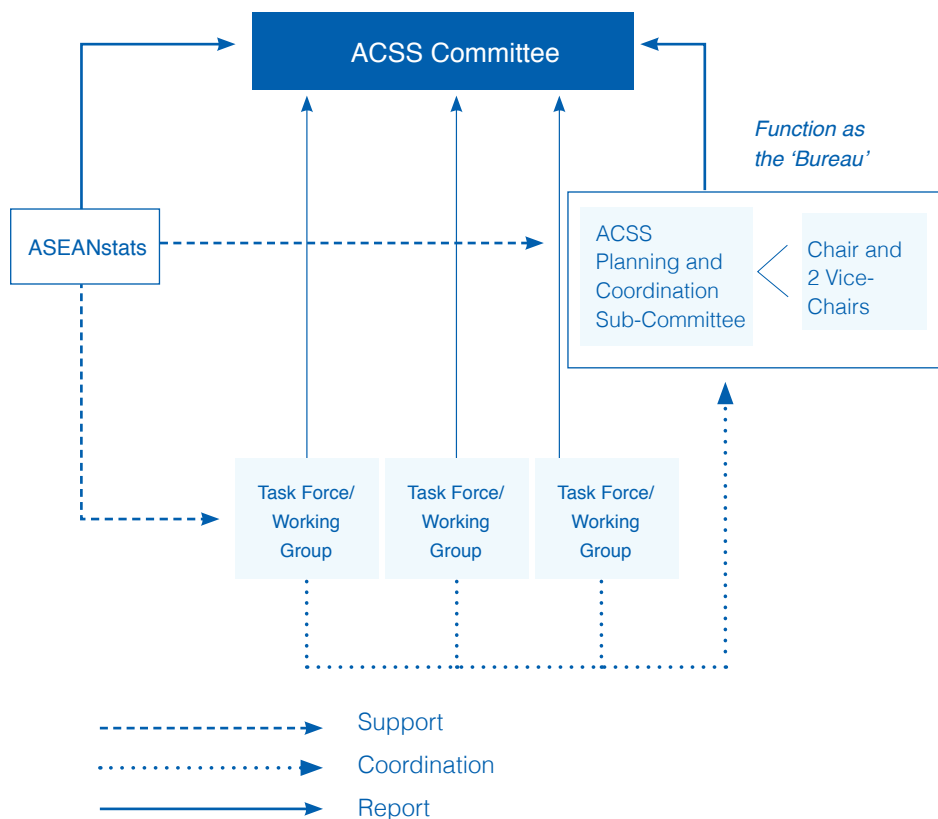 ACSS Committee
Function as
the ‘Bureau’
ASEANstats
ACSS
Planning and
Coordination
Sub-Committee
Chair and
2 Vice-
Chairs
Task Force/
Working
Group
Task Force/
Working
Group
Task Force/
Working
Group
Support
Coordination
Report